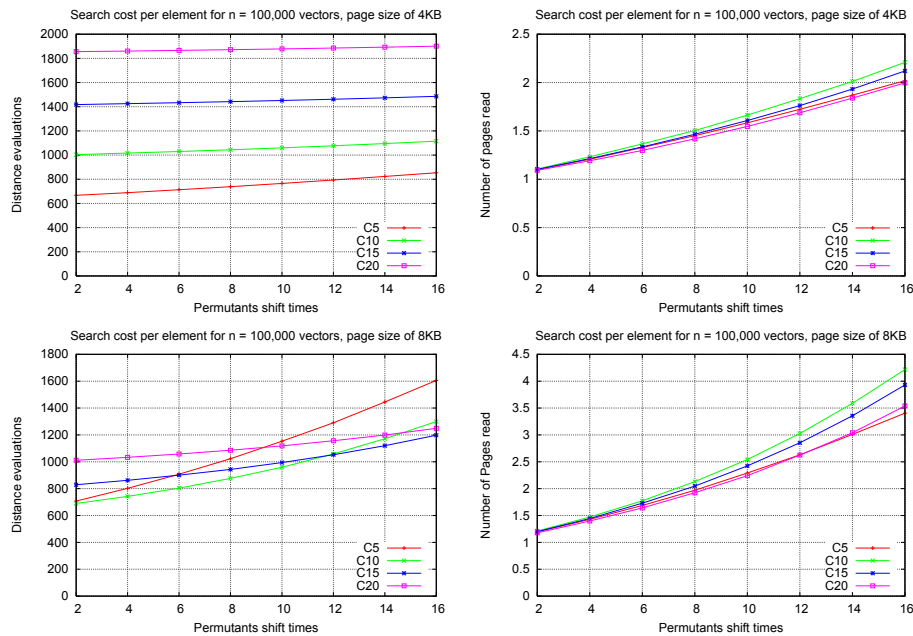 Search cost per element for n = 100,000 vectors, page size of 4KB
Distance evaluations
2000
1800
1600
1400
1200
1000
800
600
400
200
0
C5
C10
C15
C20
2 4 6 8 10 12 14 16
Permutants shift times
Search cost per element for n = 100,000 vectors, page size of 4KB
Number of pages read
2.5
2
1.5
1
0.5
0
C5
C10
C15
C20
2 4 6 8 10 12 14 16
Permutants shift times
Search cost per element for n = 100,000 vectors, page size of 8KB
Distance evaluations
1800
1600
1400
1200
1000
800
600
400
200
0
C5
C10
C15
C20
2 4 6 8 10 12 14 16
Permutants shift times
Search cost per element for n = 100,000 vectors, page size of 8KB
Number of Pages read
4.5
4
3.5
3
2.5
2
1.5
1
0.5
0
C5
C10
C15
C20
2 4 6 8 10 12 14 16
Permutants shift times